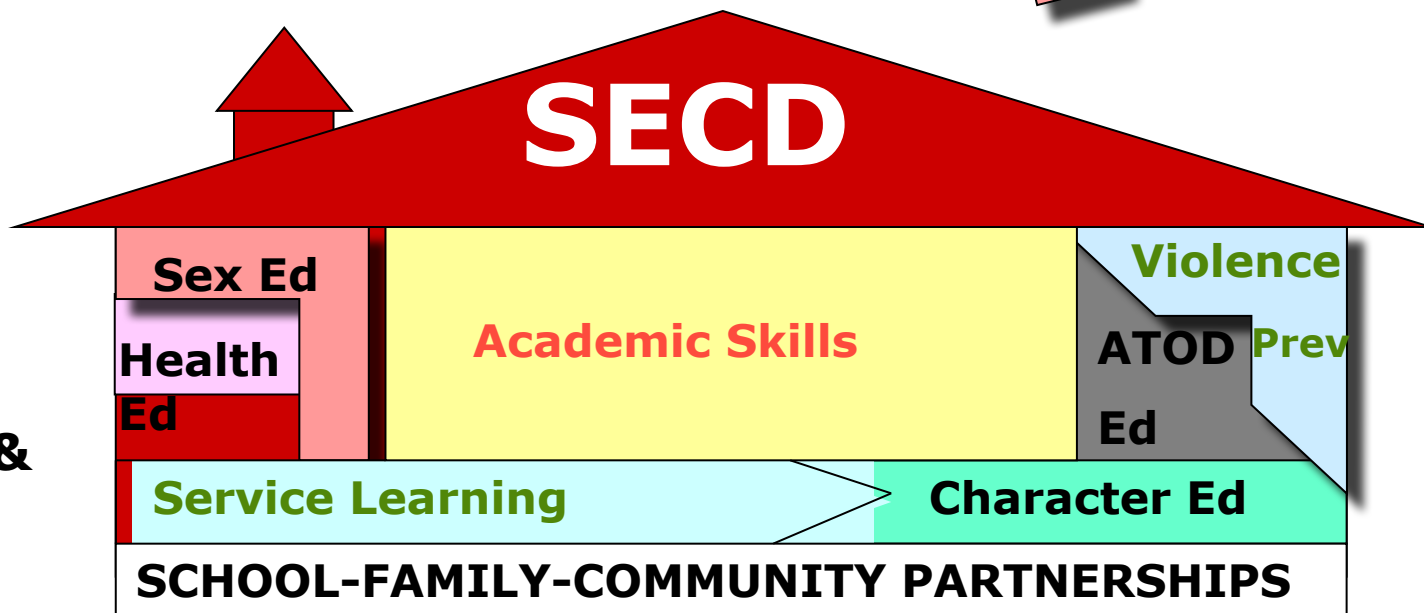 SECD
Sex Ed
Health
Ed
&
Academic Skills
Violence
Prev
ATOD
Ed
Service Learning
Character Ed
SCHOOL-FAMILY-COMMUNITY PARTNERSHIPS